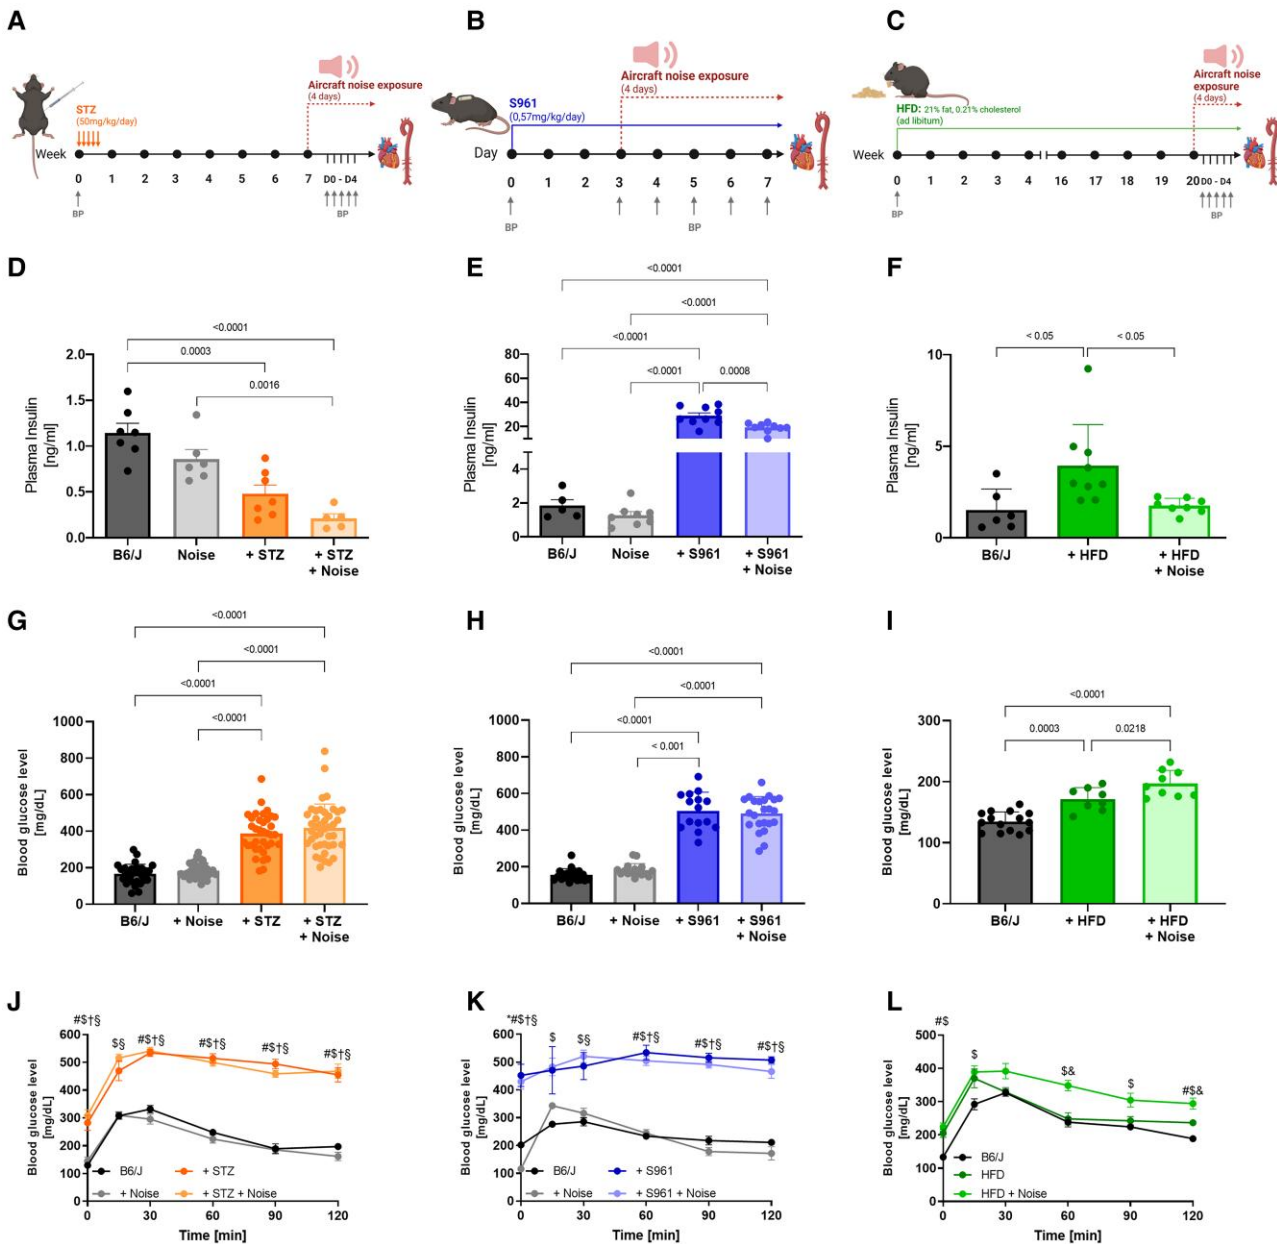 A
STZ
(50mg/kg/day)
Aircraft noise exposure
(4 days)
Week
0 1 2 3 4 5 6 7 D0 - D4
BP BP
B
S961
(0,57mg/kg/day)
Aircraft noise exposure
(4 days)
Day
0 1 2 3 4 5 6 7
BP BP
C
HFD: 21% fat, 0.21% cholesterol
(ad libitum)
Aircraft noise
exposure
(4 days)
Week
0 1 2 3 4 16 17 18 19 20 D0 - D4
BP BP
D
<0.0001
0.0003
0.0016
Plasma Insulin
[ng/ml]
2.0
1.5
1.0
0.5
0.0
B6/J Noise + STZ + STZ
+ Noise
E
<0.0001
<0.0001
<0.0001
<0.0001 0.0008
Plasma Insulin
[ng/ml]
80
60
40
20
4
2
0
B6/J Noise + S961 + S961
+ Noise
F
< 0.05 < 0.05
Plasma Insulin
[ng/ml]
10
5
0
B6/J + HFD + HFD
+ Noise
G
<0.0001
<0.0001
<0.0001
<0.0001
Blood glucose level
[mg/dL]
1000
800
600
400
200
0
B6/J + Noise + STZ + STZ
+ Noise
H
<0.0001
<0.0001
<0.0001
< 0.001
Blood glucose level
[mg/dL]
1000
800
600
400
200
0
B6/J + Noise + S961 + S961
+ Noise
I
<0.0001
0.0003 0.0218
Blood glucose level
[mg/dL]
300
200
100
0
B6/J + HFD + HFD
+ Noise
J
#$†§ $§ #$†§ #$†§ #$†§ #$†§
Blood glucose level
[mg/dL]
600
500
400
300
200
100
0
B6/J + STZ
+ Noise + STZ + Noise
0 30 60 90 120
Time [min]
K
*#$†§ $ $§ #$†§ #$†§ #$†§
Blood glucose level
[mg/dL]
600
500
400
300
200
100
0
B6/J + S961
+ Noise + S961 + Noise
0 30 60 90 120
Time [min]
L
#$ $ $& $ #$&
Blood glucose level
[mg/dL]
500
400
300
200
100
0
B6/J
HFD
HFD + Noise
0 30 60 90 120
Time [min]